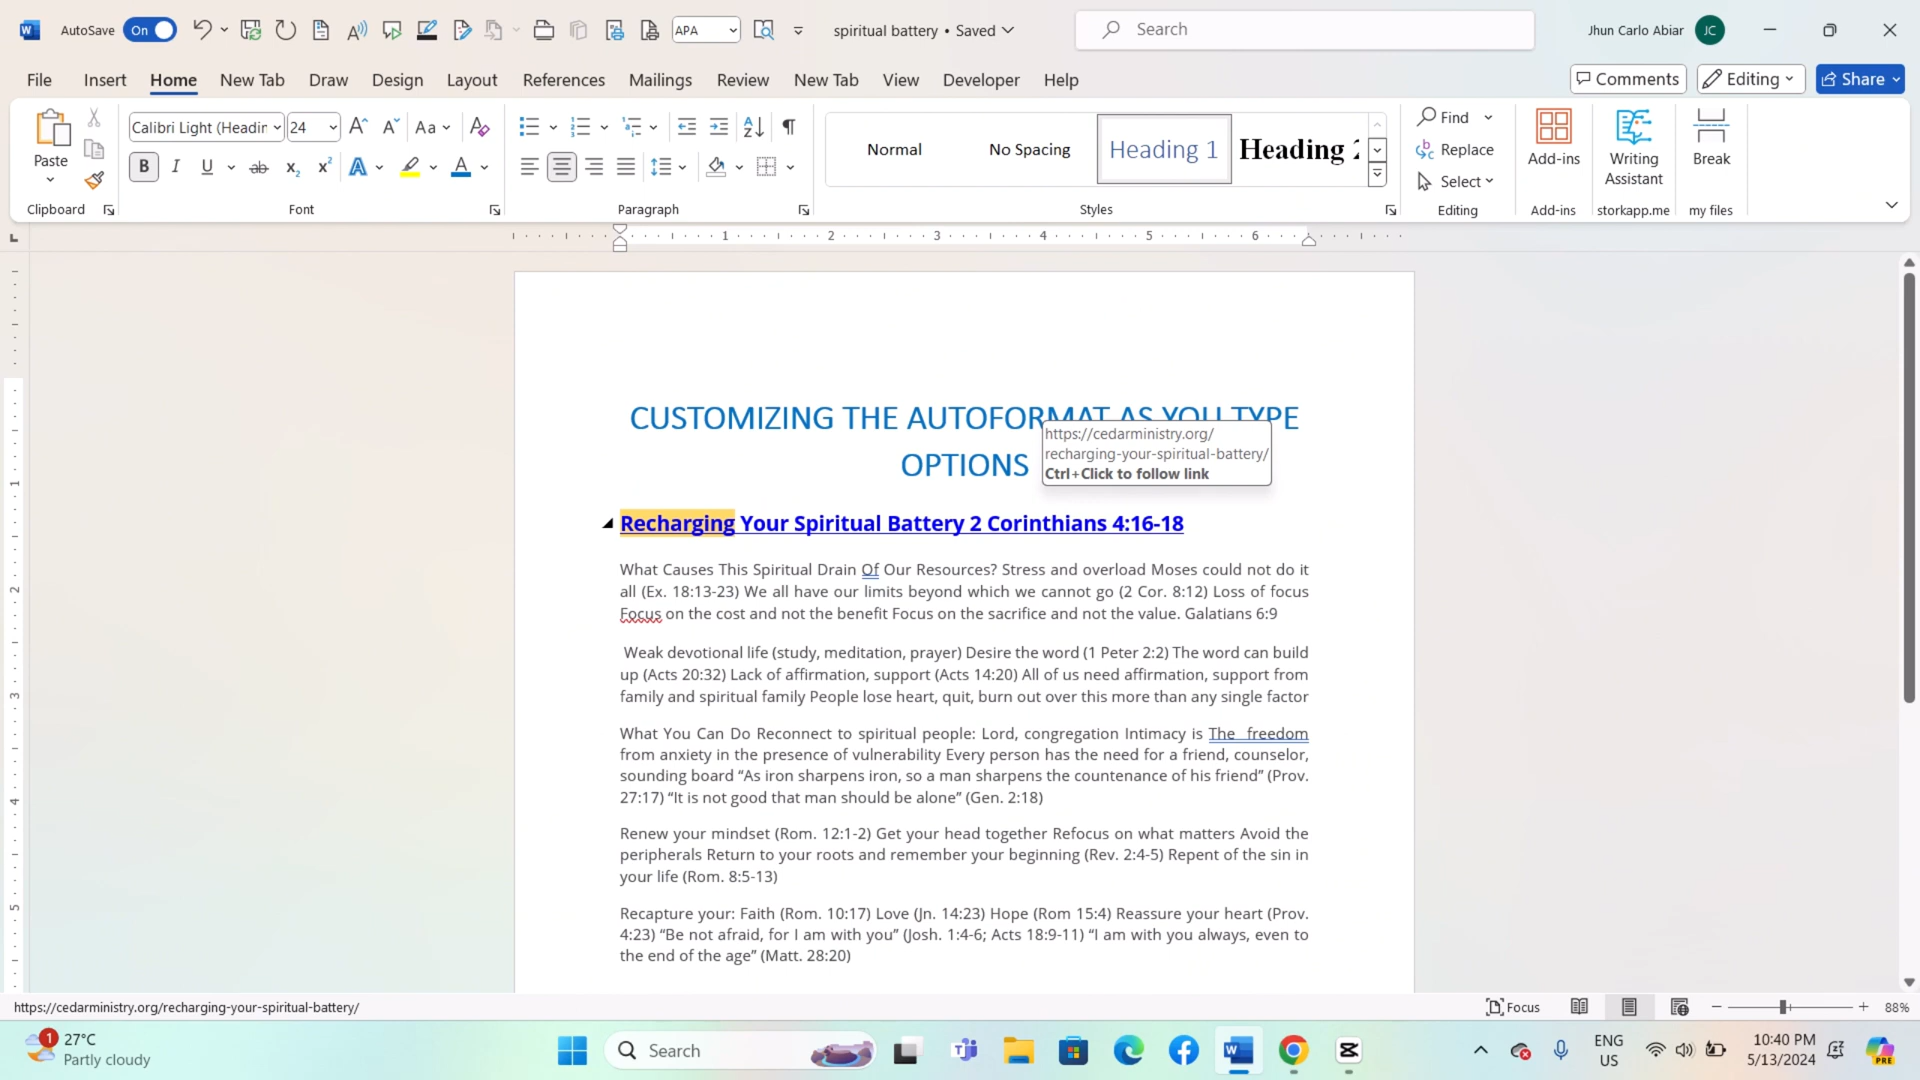 AutoSave On APA spiritual battery • Saved Search Jhun Carlo Abiar JC
File Insert Home New Tab Draw Design Layout References Mailings Review New Tab View Developer Help Comments Editing Share
Paste Calibri Light (Headin 24 Aa Normal No Spacing Heading 1 Heading 2 Find Replace Select Add-ins Writing Assistant Break
Clipboard Font Paragraph Styles Editing Add-ins storkapp.me my files
1 2 3 4 5 6
CUSTOMIZING THE AUTOFORMAT AS YOU TYPE
OPTIONS
https://cedarministry.org/
recharging-your-spiritual-battery/
Ctrl+Click to follow link
Recharging Your Spiritual Battery 2 Corinthians 4:16-18
What Causes This Spiritual Drain Of Our Resources? Stress and overload Moses could not do it
all (Ex. 18:13-23) We all have our limits beyond which we cannot go (2 Cor. 8:12) Loss of focus
Focus on the cost and not the benefit Focus on the sacrifice and not the value. Galatians 6:9
Weak devotional life (study, meditation, prayer) Desire the word (1 Peter 2:2) The word can build
up (Acts 20:32) Lack of affirmation, support (Acts 14:20) All of us need affirmation, support from
family and spiritual family People lose heart, quit, burn out over this more than any single factor
What You Can Do Reconnect to spiritual people: Lord, congregation Intimacy is The freedom
from anxiety in the presence of vulnerability Every person has the need for a friend, counselor,
sounding board “As iron sharpens iron, so a man sharpens the countenance of his friend” (Prov.
27:17) “It is not good that man should be alone” (Gen. 2:18)
Renew your mindset (Rom. 12:1-2) Get your head together Refocus on what matters Avoid the
peripherals Return to your roots and remember your beginning (Rev. 2:4-5) Repent of the sin in
your life (Rom. 8:5-13)
Recapture your: Faith (Rom. 10:17) Love (Jn. 14:23) Hope (Rom 15:4) Reassure your heart (Prov.
4:23) “Be not afraid, for I am with you” (Josh. 1:4-6; Acts 18:9-11) “I am with you always, even to
the end of the age” (Matt. 28:20)
1
2
3
4
5
https://cedarministry.org/recharging-your-spiritual-battery/ Focus 88%
1 27°C
Partly cloudy
Search
ENG
US
10:40 PM
5/13/2024
PRE